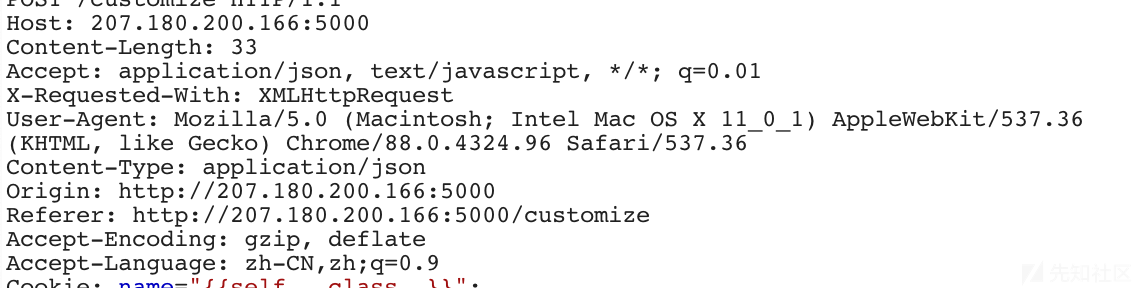 POST /customize HTTP/1.1
Host: 207.180.200.166:5000
Content-Length: 33
Accept: application/json, text/javascript, */*; q=0.01
X-Requested-With: XMLHttpRequest
User-Agent: Mozilla/5.0 (Macintosh; Intel Mac OS X 11_0_1) AppleWebKit/537.36
(KHTML, like Gecko) Chrome/88.0.4324.96 Safari/537.36
Content-Type: application/json
Origin: http://207.180.200.166:5000
Referer: http://207.180.200.166:5000/customize
Accept-Encoding: gzip, deflate
Accept-Language: zh-CN,zh;q=0.9
Cookie: name="{{self.__class__}}";
先知社区